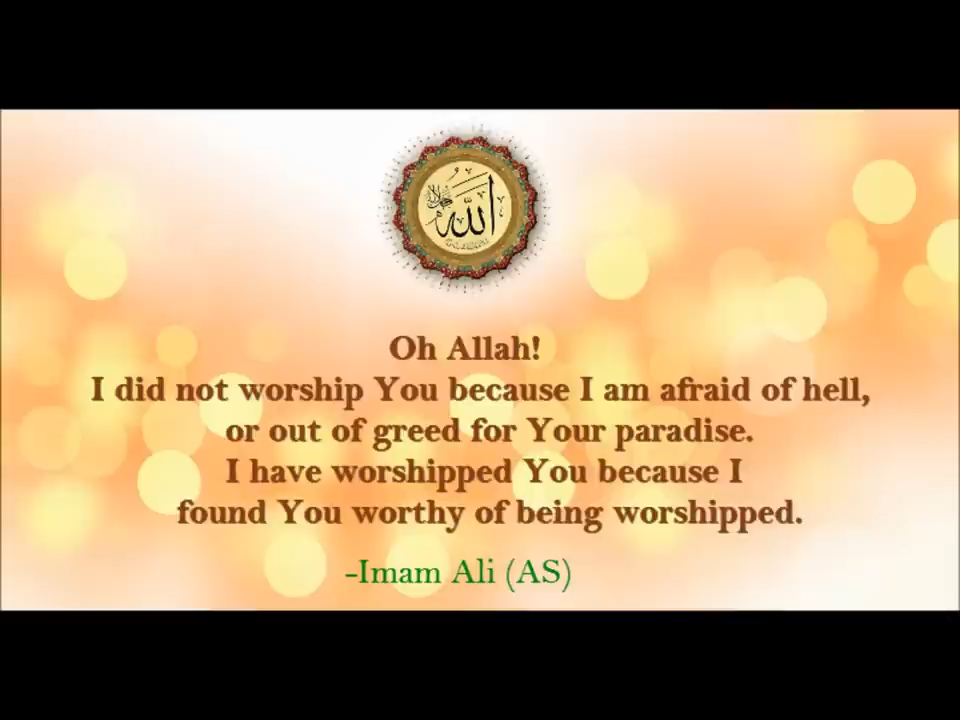 الله
Oh Allah!
I did not worship You because I am afraid of hell,
or out of greed for Your paradise.
I have worshipped You because I
found You worthy of being worshipped.
-Imam Ali (AS)